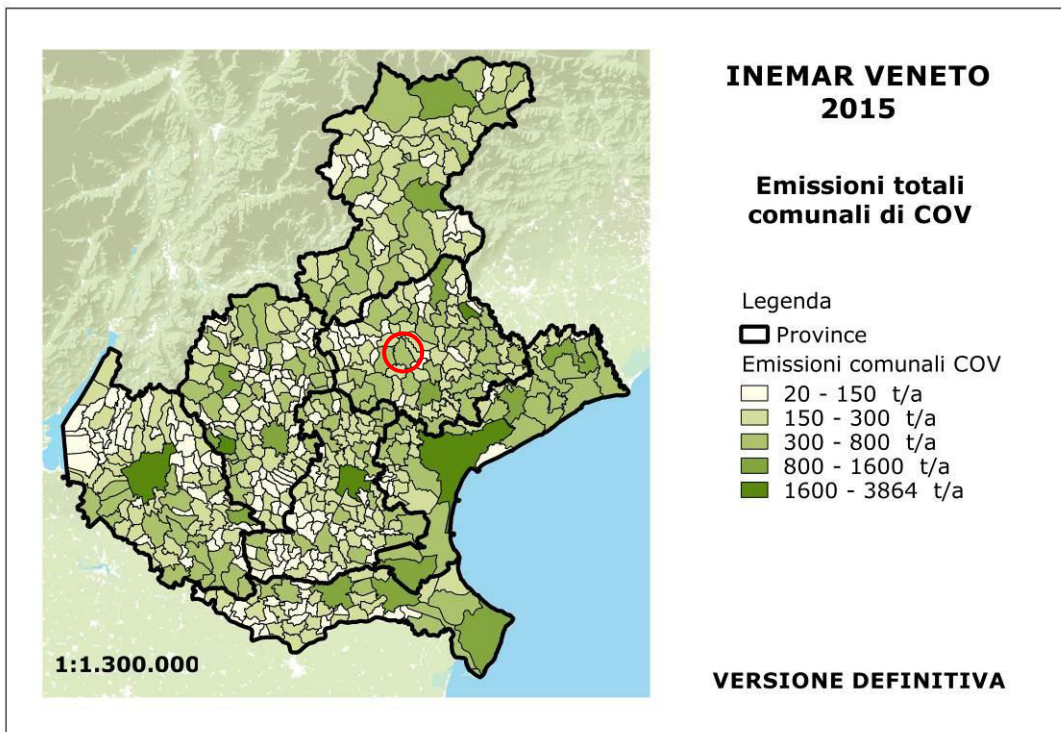 INEMAR VENETO
2015
Emissioni totali
comunali di COV
Legenda
Province
Emissioni comunali COV
20 - 150 t/a
150 - 300 t/a
300 - 800 t/a
800 - 1600 t/a
1600 - 3864 t/a
1:1.300.000
VERSIONE DEFINITIVA